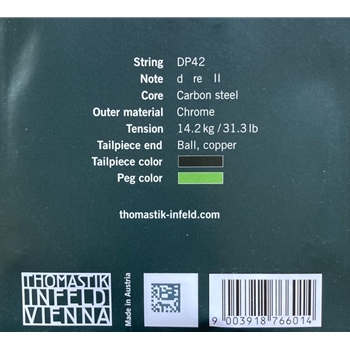 String DP42
Note d re II
Core Carbon steel
Outer material Chrome
Tension 14.2 kg / 31.3 lb
Tailpiece end Ball, copper
Tailpiece color
Peg color
thomastik-infeld.com
THOMASTIK
INFELD
VIENNA
Made in Austria
9 003918 766014